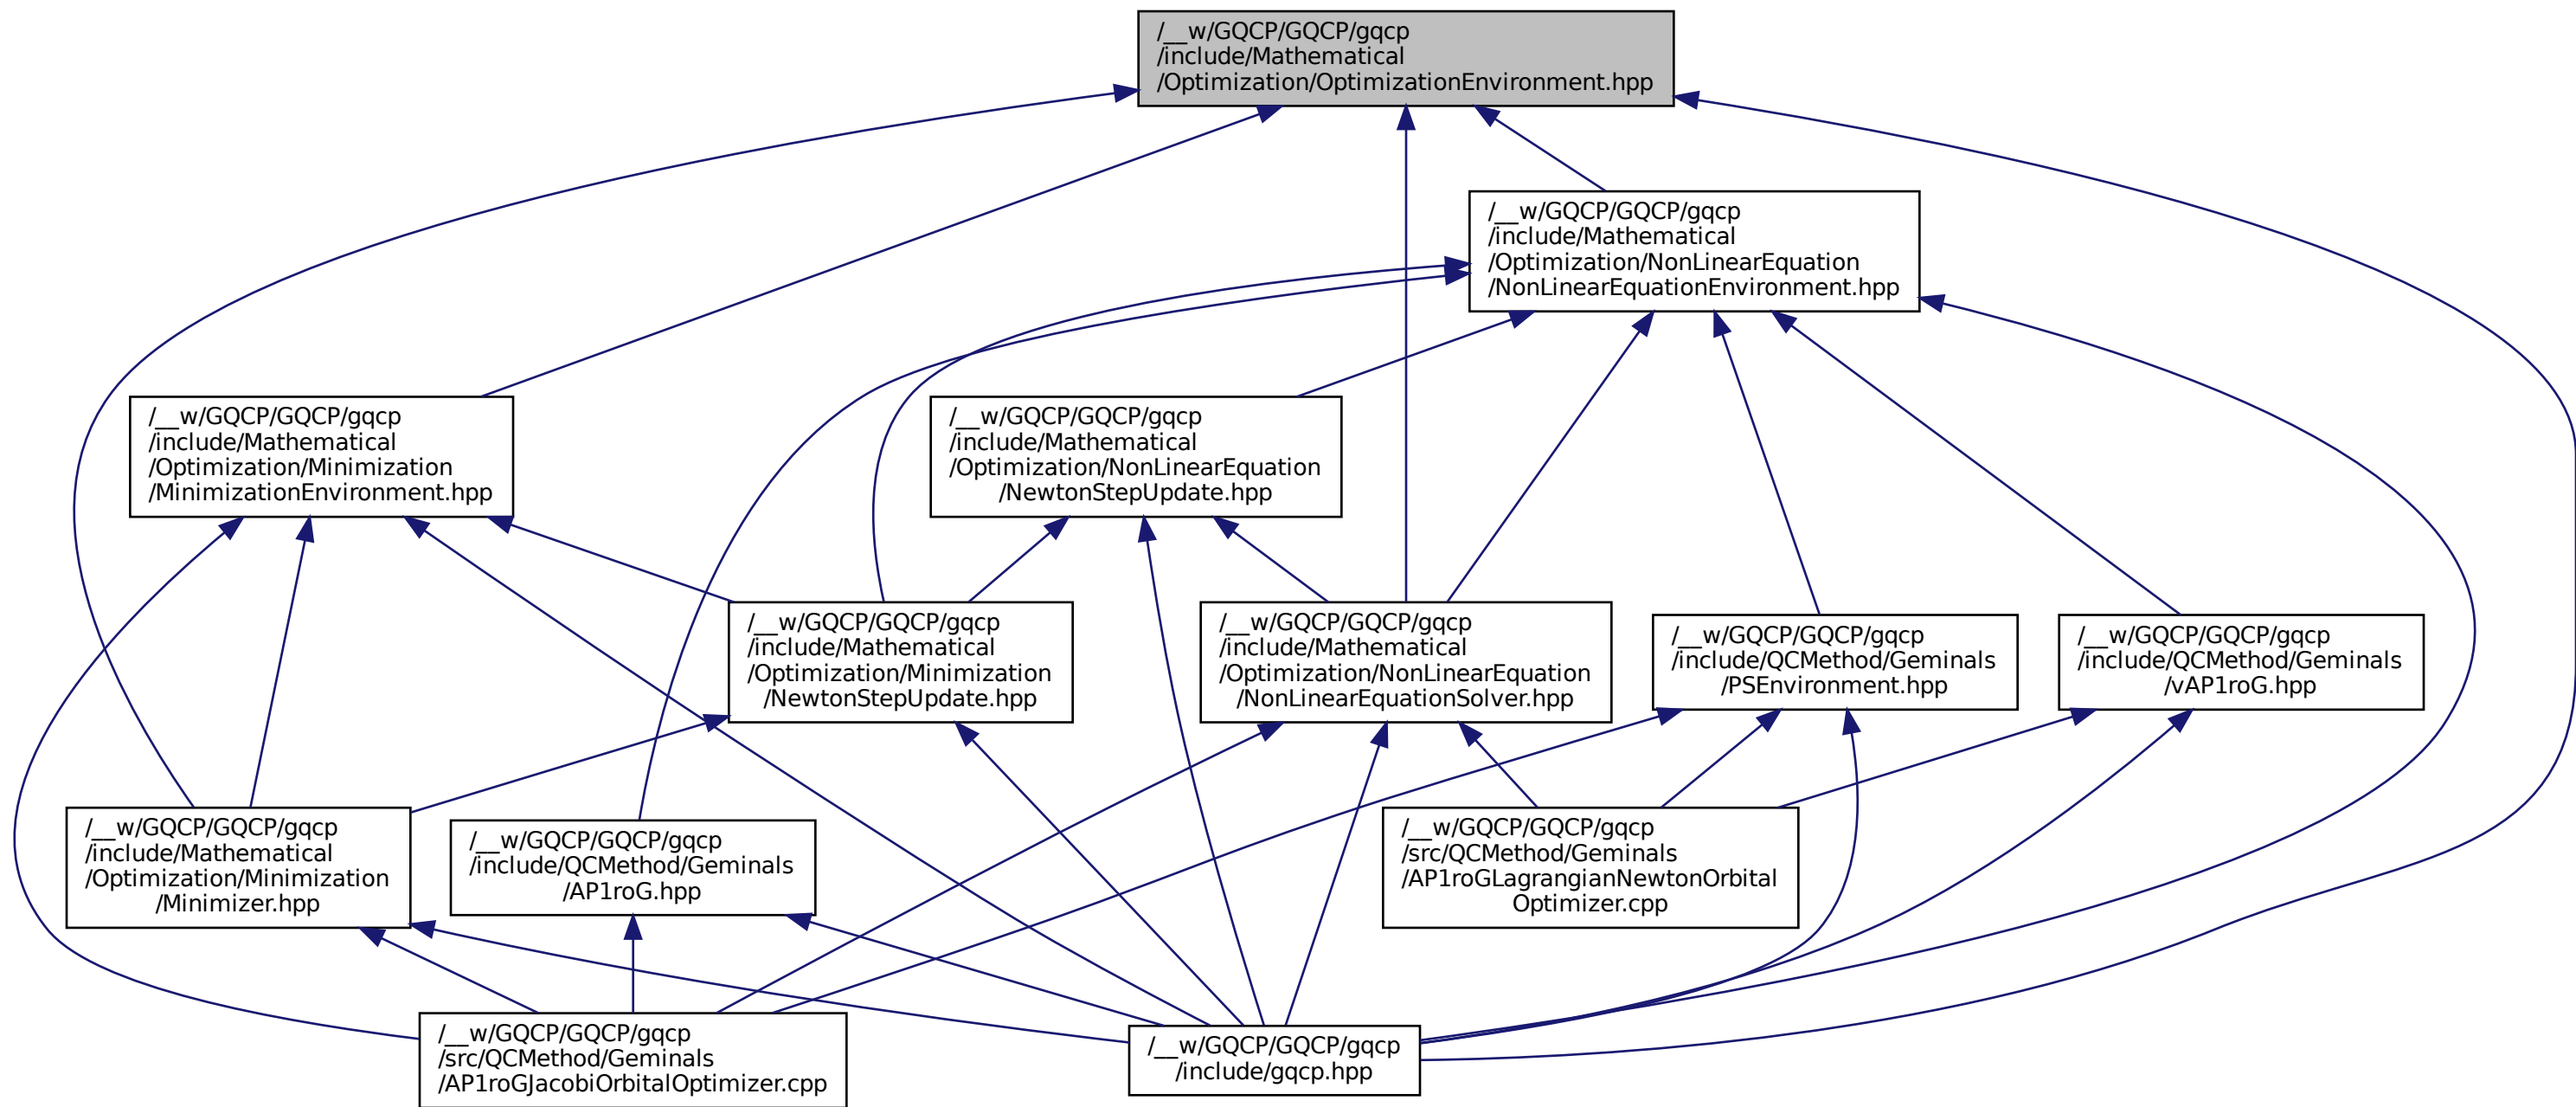 /__w/GQCP/GQCP/gqcp
/include/Mathematical
/Optimization/OptimizationEnvironment.hpp
/__w/GQCP/GQCP/gqcp
/include/Mathematical
/Optimization/NonLinearEquation
/NonLinearEquationEnvironment.hpp
/__w/GQCP/GQCP/gqcp
/include/Mathematical
/Optimization/Minimization
/MinimizationEnvironment.hpp
/__w/GQCP/GQCP/gqcp
/include/Mathematical
/Optimization/NonLinearEquation
/NewtonStepUpdate.hpp
/__w/GQCP/GQCP/gqcp
/include/Mathematical
/Optimization/Minimization
/NewtonStepUpdate.hpp
/__w/GQCP/GQCP/gqcp
/include/Mathematical
/Optimization/NonLinearEquation
/NonLinearEquationSolver.hpp
/__w/GQCP/GQCP/gqcp
/include/QCMethod/Geminals
/PSEnvironment.hpp
/__w/GQCP/GQCP/gqcp
/include/QCMethod/Geminals
/vAP1roG.hpp
/__w/GQCP/GQCP/gqcp
/include/Mathematical
/Optimization/Minimization
/Minimizer.hpp
/__w/GQCP/GQCP/gqcp
/include/QCMethod/Geminals
/AP1roG.hpp
/__w/GQCP/GQCP/gqcp
/src/QCMethod/Geminals
/AP1roGLagrangianNewtonOrbital
Optimizer.cpp
/__w/GQCP/GQCP/gqcp
/src/QCMethod/Geminals
/AP1roGJacobiOrbitalOptimizer.cpp
/__w/GQCP/GQCP/gqcp
/include/gqcp.hpp